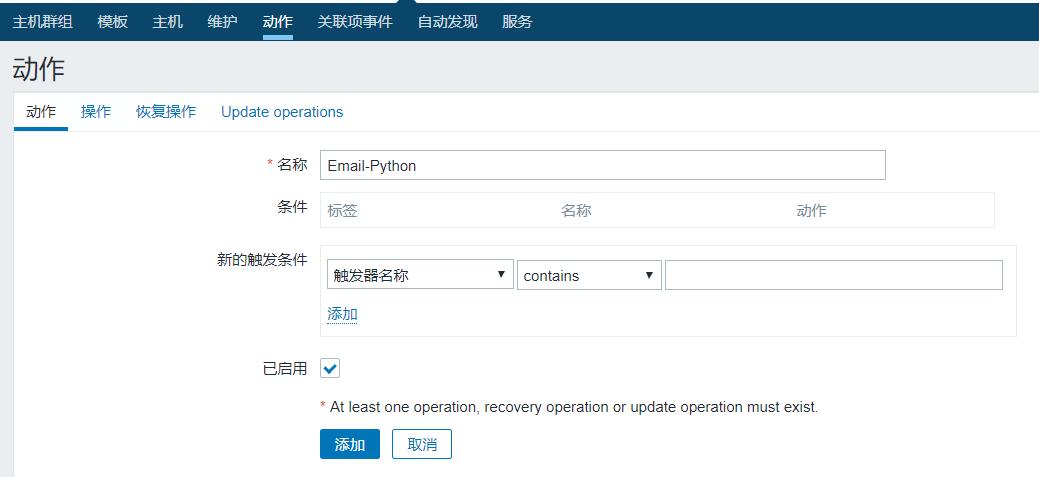 主机群组 模板 主机 维护 动作 关联项事件 自动发现 服务
动作
动作 操作 恢复操作 Update operations
* 名称 Email-Python
条件 标签 名称 动作
新的触发条件
触发器名称 contains
添加
已启用
* At least one operation, recovery operation or update operation must exist.
添加 取消